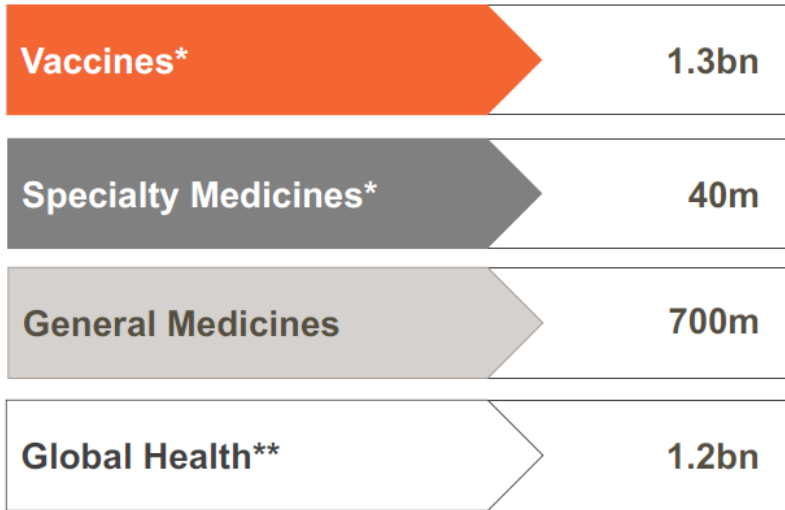 Vaccines* 1.3bn
Specialty Medicines* 40m
General Medicines 700m
Global Health** 1.2bn